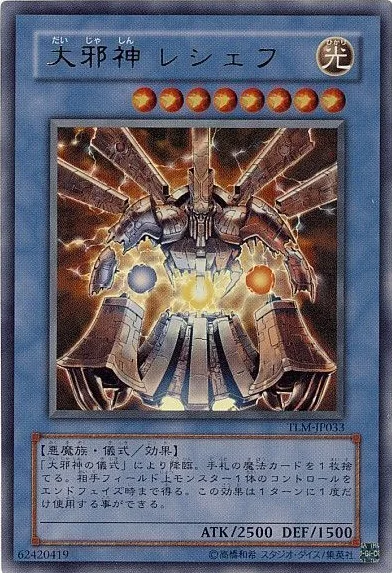 だい じゃ しん
大邪神 レシェフ
ひかり
光
TLM-JP033
【悪魔族・儀式／効果】
「大邪神の儀式」により降臨。手札の魔法カードを１枚捨
てる。相手フィールド上モンスター１体のコントロールを
エンドフェイズ時まで得る。この効果は１ターンに１度だ
け使用する事ができる。
ATK/2500 DEF/1500
62420419
©高橋和希 スタジオ・ダイス/集英社